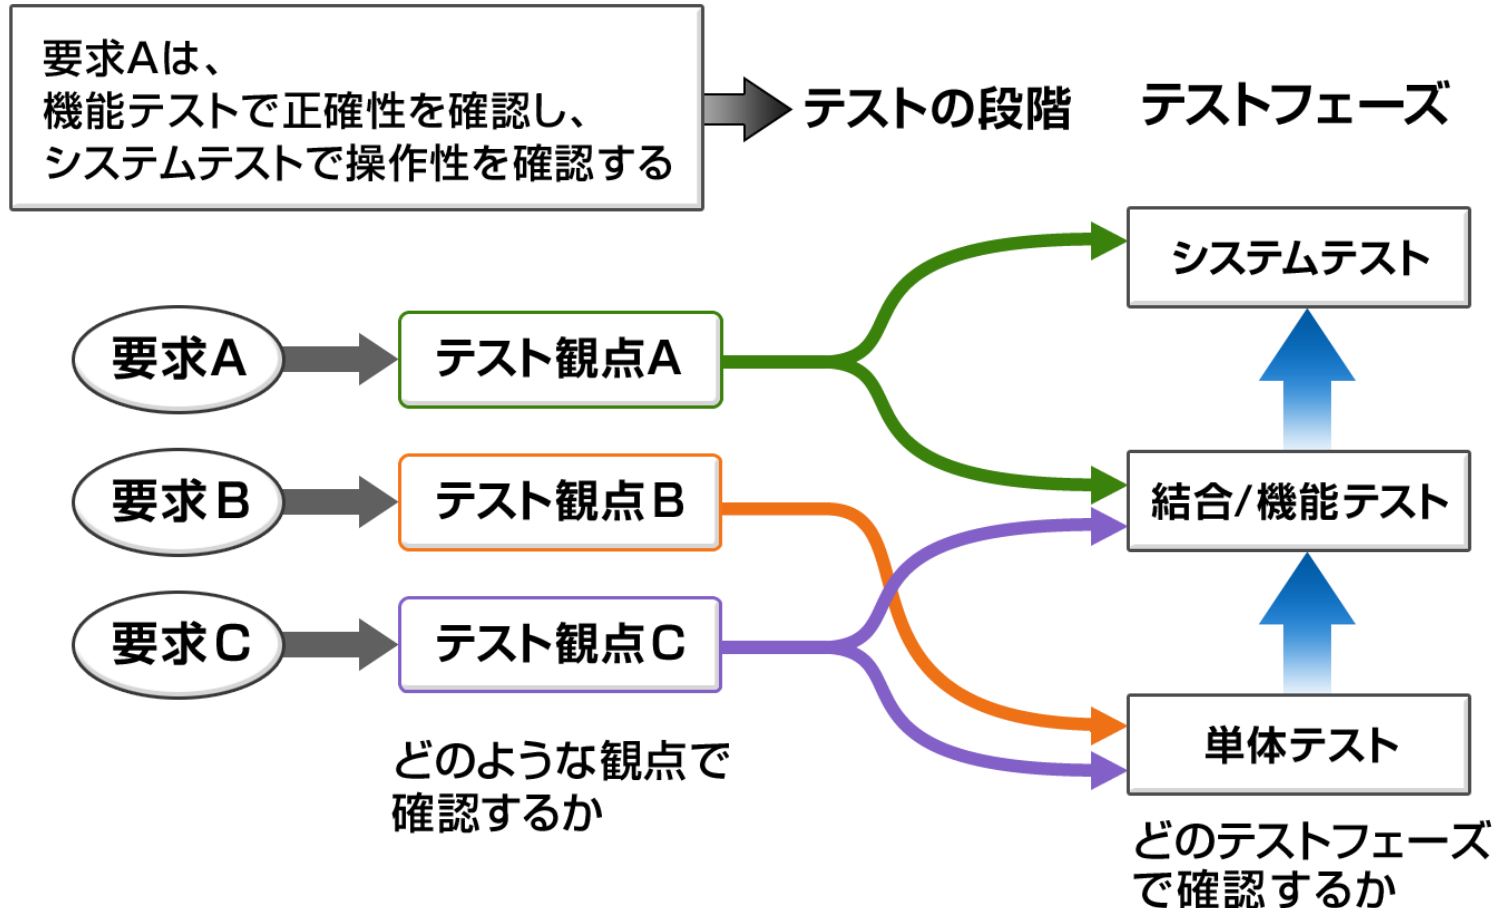 要求Aは、
機能テストで正確性を確認し、
システムテストで操作性を確認する
テストの段階
テストフェーズ
システムテスト
要求A
テスト観点A
要求B
テスト観点B
結合/機能テスト
要求C
テスト観点C
単体テスト
どのような観点で
確認するか
どのテストフェーズ
で確認するか